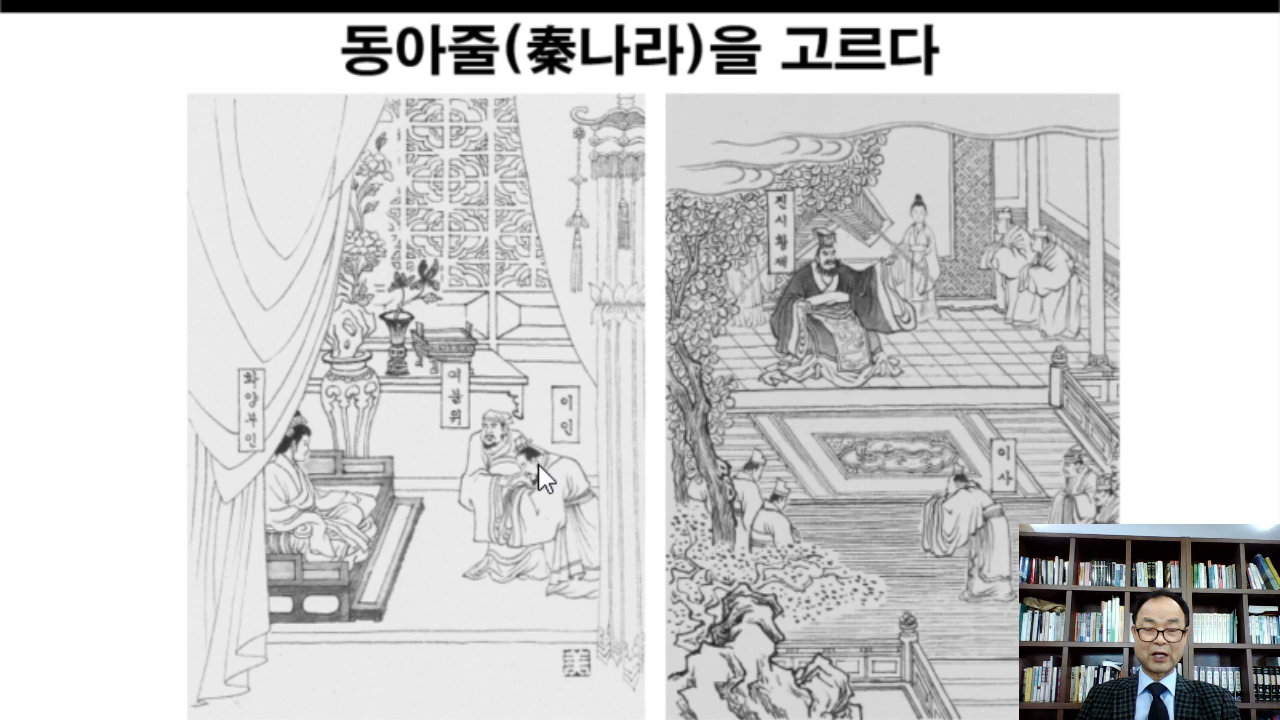 동아줄(秦나라)을 고르다
화양부인
여불위
이인
진시황제
이사